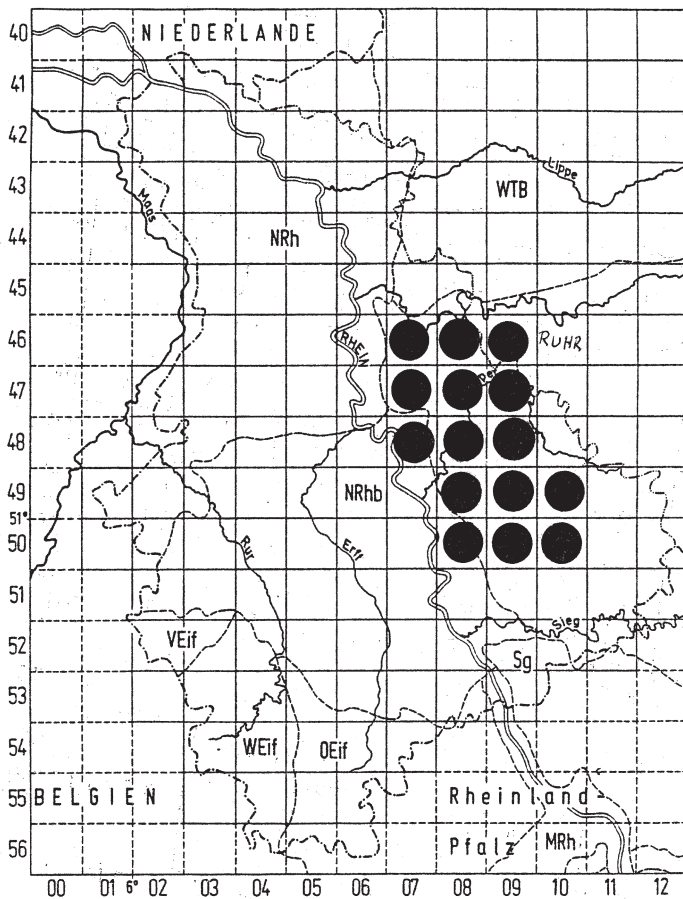 NIEDERLANDE
40
41
42
Lippe
43
WTB
Maas
NRh
44
45
46
RHEIN
RUHR
47
48
49
NRhb
51°
50
Rur
Erft
51
Sieg
52
VEif
Sg
53
WEif
OEif
54
BELGIEN
55
Rheinland-
Pfalz
MRh
56
00 01 6° 02 03 04 05 06 07 08 09 10 11 12